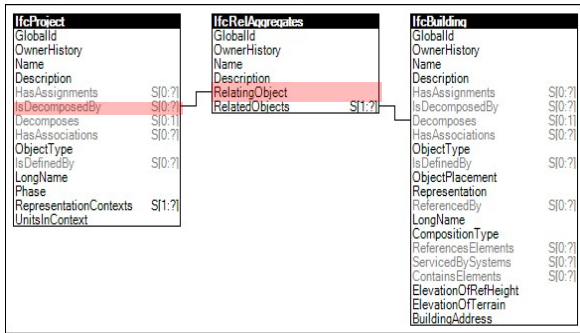 IfcProject
GlobalId
OwnerHistory
Name
Description
HasAssignments S[0:?]
IsDecomposedBy S[0:?]
Decomposes S[0:1]
HasAssociations S[0:?]
ObjectType
IsDefinedBy S[0:?]
LongName
Phase
RepresentationContexts S[1:?]
UnitsInContext
IfcRelAggregates
GlobalId
OwnerHistory
Name
Description
RelatingObject
RelatedObjects S[1:?]
IfcBuilding
GlobalId
OwnerHistory
Name
Description
HasAssignments S[0:?]
IsDecomposedBy S[0:?]
Decomposes S[0:1]
HasAssociations S[0:?]
ObjectType
IsDefinedBy S[0:?]
ObjectPlacement
Representation
ReferencedBy S[0:?]
LongName
CompositionType
ReferencesElements S[0:?]
ServicedBySystems S[0:?]
ContainsElements S[0:?]
ElevationOfRefHeight
ElevationOfTerrain
BuildingAddress